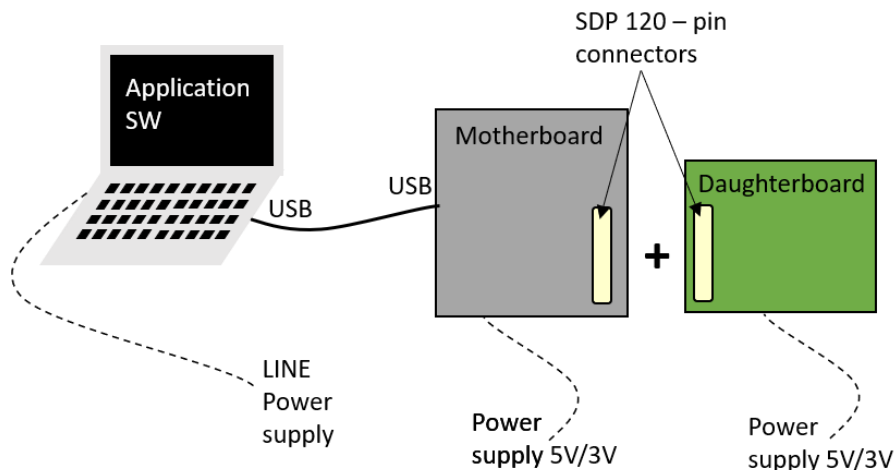 SDP 120 – pin
connectors
Application
SW
Motherboard
USB
USB
Daughterboard
+
LINE
Power
supply
Power
supply 5V/3V
Power
supply 5V/3V